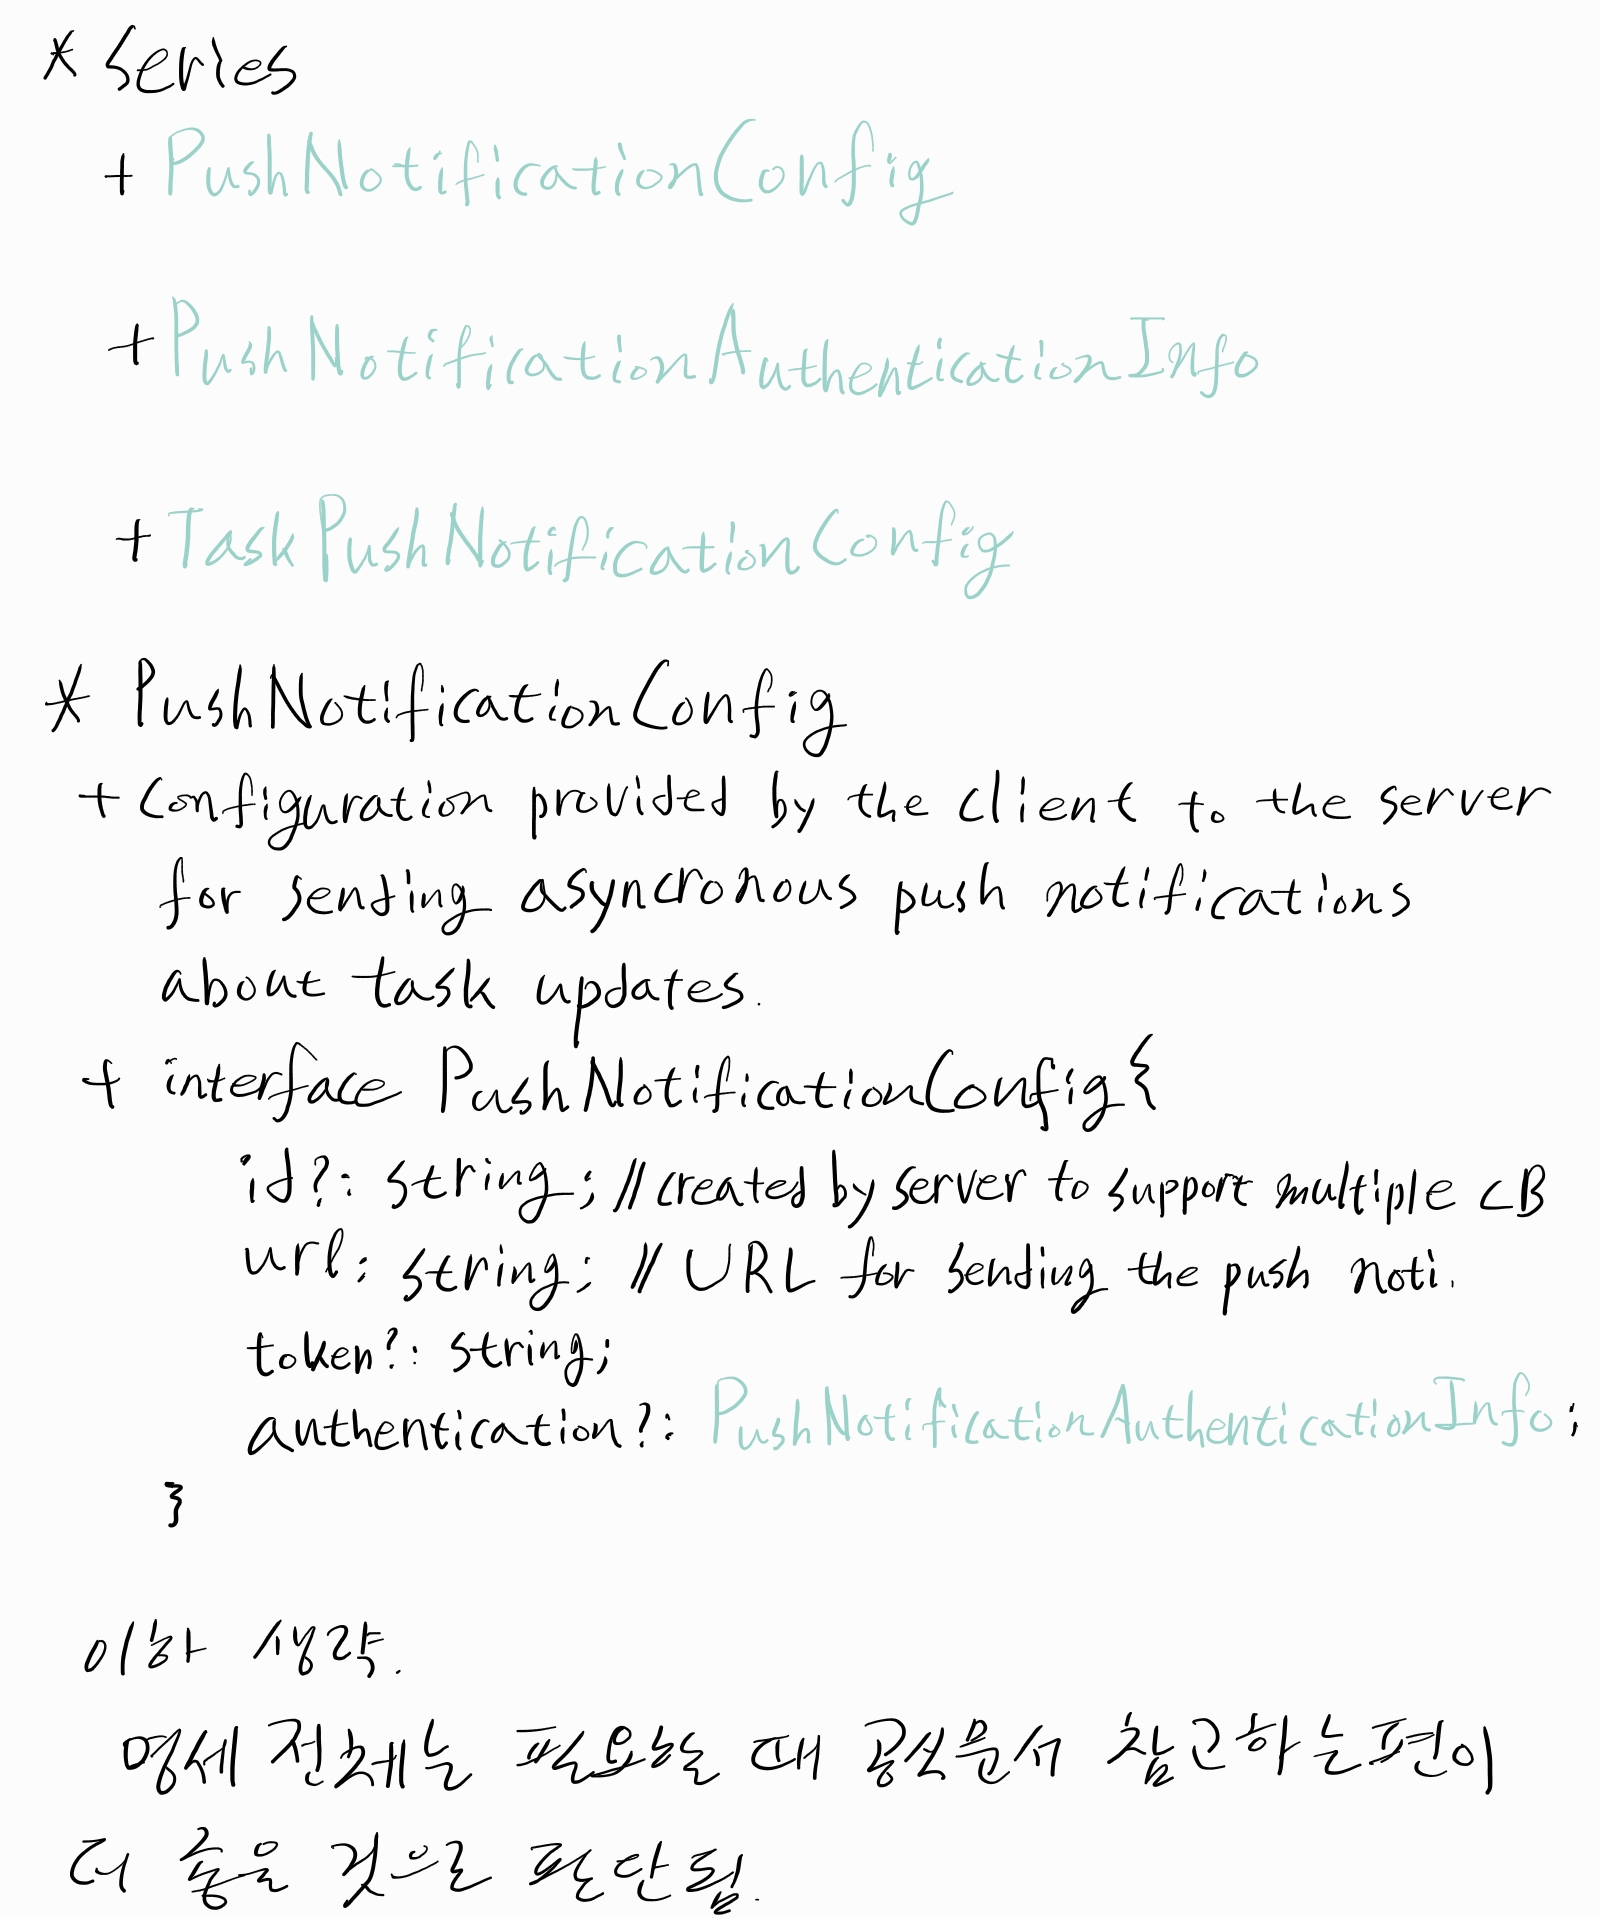 * Series
+ PushNotificationConfig
+ PushNotificationAuthenticationInfo
+ TaskPushNotificationConfig
* PushNotificationConfig
+ Configuration provided by the client to the server
for sending asyncronous push notifications
about task updates.
+ interface PushNotificationConfig{
id?: string; // created by server to support multiple CB
url: string; // URL for sending the push noti.
token?: string;
authentication?: PushNotificationAuthenticationInfo;
}
이하 생략.
명세 전체는 필요할 때 공식문서 참고하는편이
더 좋을 것으로 판단됨.